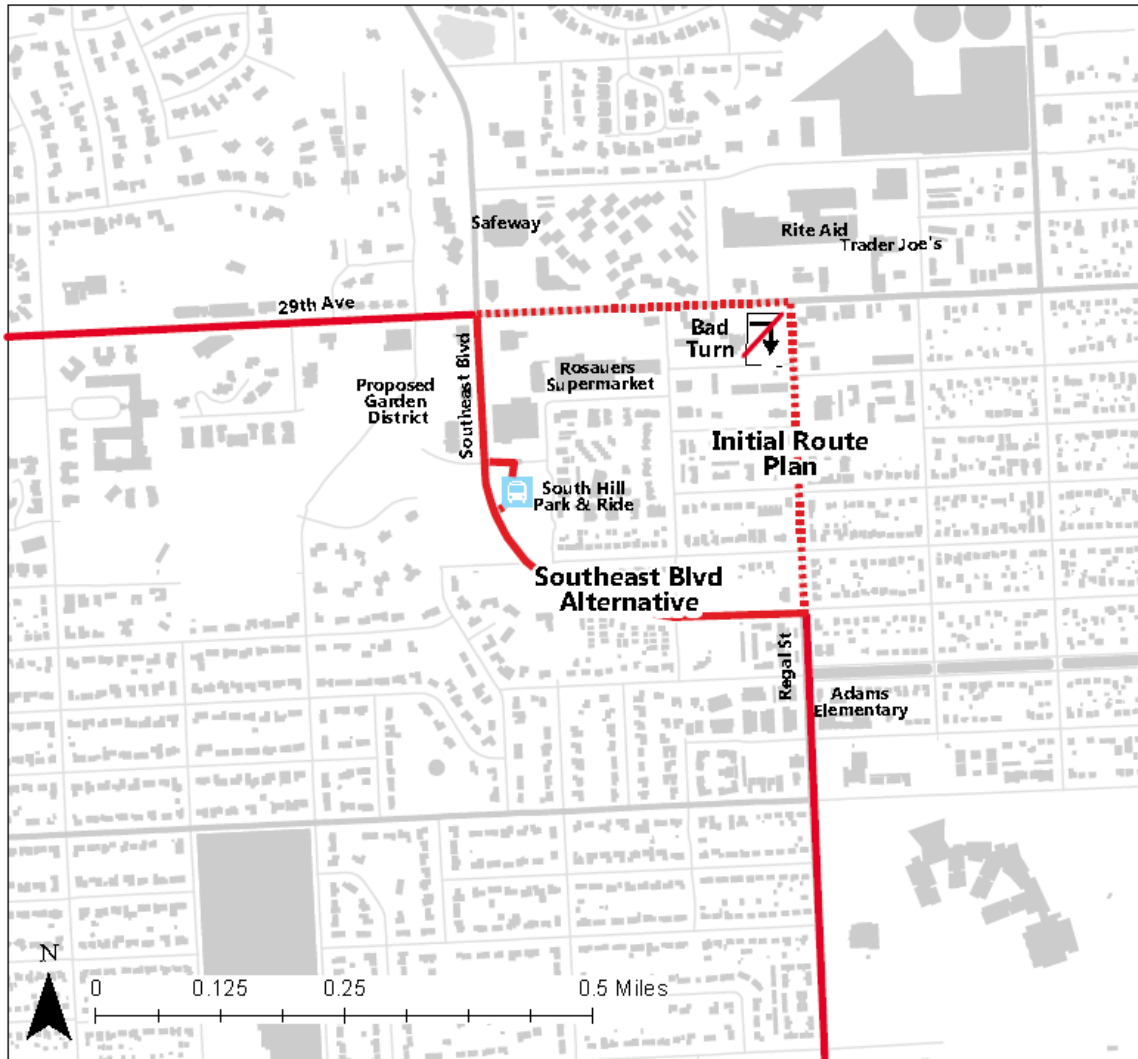 Safeway
Rite Aid
Trader Joe's
29th Ave
Bad
Turn
Southeast Blvd
Rosauers
Supermarket
Proposed
Garden
District
Initial Route
Plan
South Hill
Park & Ride
Southeast Blvd
Alternative
Regal St
Adams
Elementary
N
0 0.125 0.25 0.5 Miles